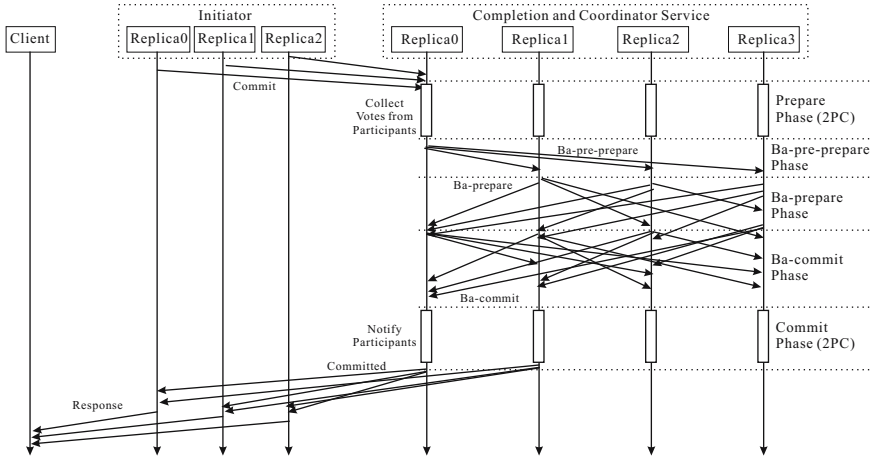 Initiator
Completion and Coordinator Service
Client
Replica0
Replica1
Replica2
Replica0
Replica1
Replica2
Replica3
Commit
Collect
Votes from
Participants
Prepare
Phase (2PC)
Ba-pre-prepare
Ba-pre-prepare
Phase
Ba-prepare
Ba-prepare
Phase
Ba-commit
Phase
Ba-commit
Notify
Participants
Commit
Phase (2PC)
Committed
Response